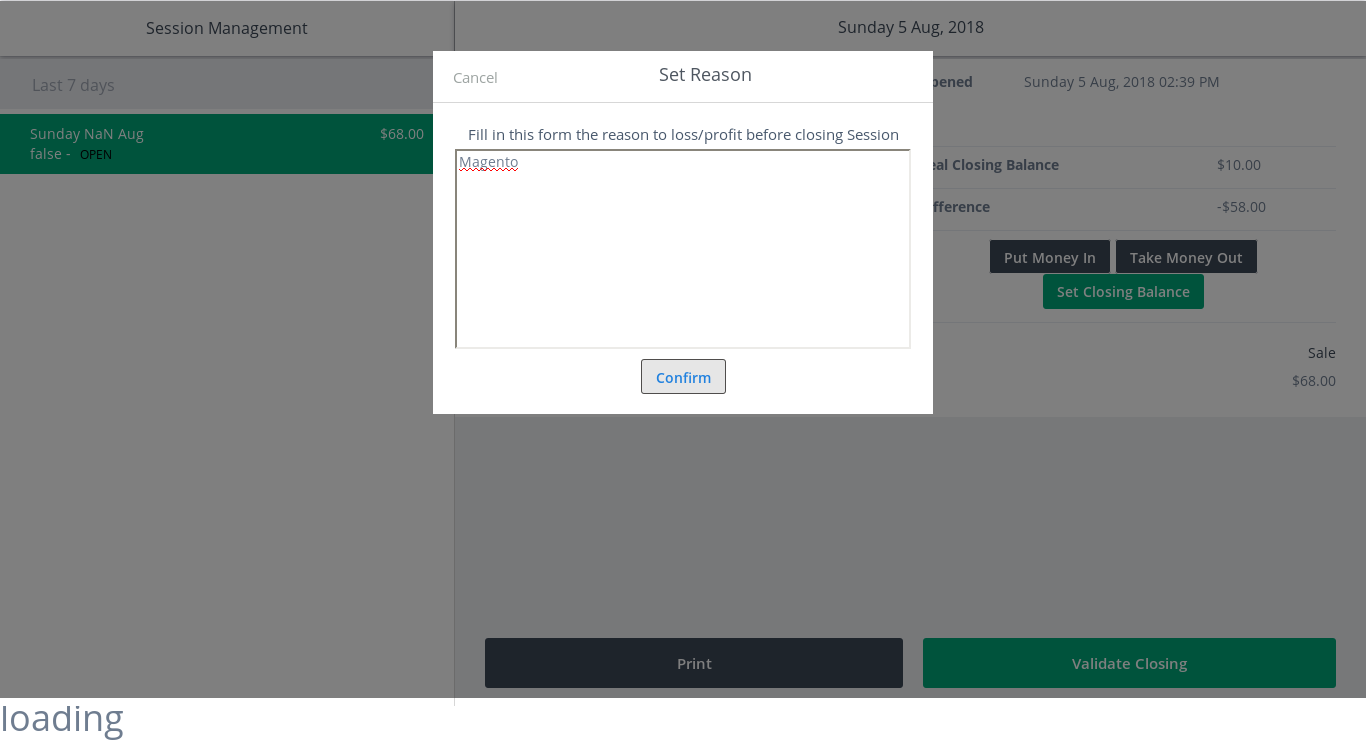 Session Management
Sunday 5 Aug, 2018
Last 7 days
Sunday NaN Aug
$68.00
false - OPEN
Cancel
Set Reason
Fill in this form the reason to loss/profit before closing Session
Magento
Confirm
Sunday 5 Aug, 2018 02:39 PM
Closing Balance
$10.00
-$58.00
Put Money In
Take Money Out
Set Closing Balance
Sale
$68.00
Print
Validate Closing
loading